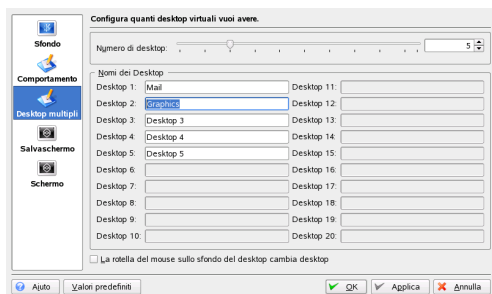 Configura quanti desktop virtuali vuoi avere.
Sfondo
Comportamento
Desktop multipli
Salvaschermo
Schermo
Numero di desktop:
5
Nomi dei Desktop
Desktop 1: Mail
Desktop 11:
Desktop 2: Graphics
Desktop 12:
Desktop 3: Desktop 3
Desktop 13:
Desktop 4: Desktop 4
Desktop 14:
Desktop 5: Desktop 5
Desktop 15:
Desktop 6:
Desktop 16:
Desktop 7:
Desktop 17:
Desktop 8:
Desktop 18:
Desktop 9:
Desktop 19:
Desktop 10:
Desktop 20:
La rotella del mouse sullo sfondo del desktop cambia desktop
Aiuto
Valori predefiniti
OK
Applica
Annulla